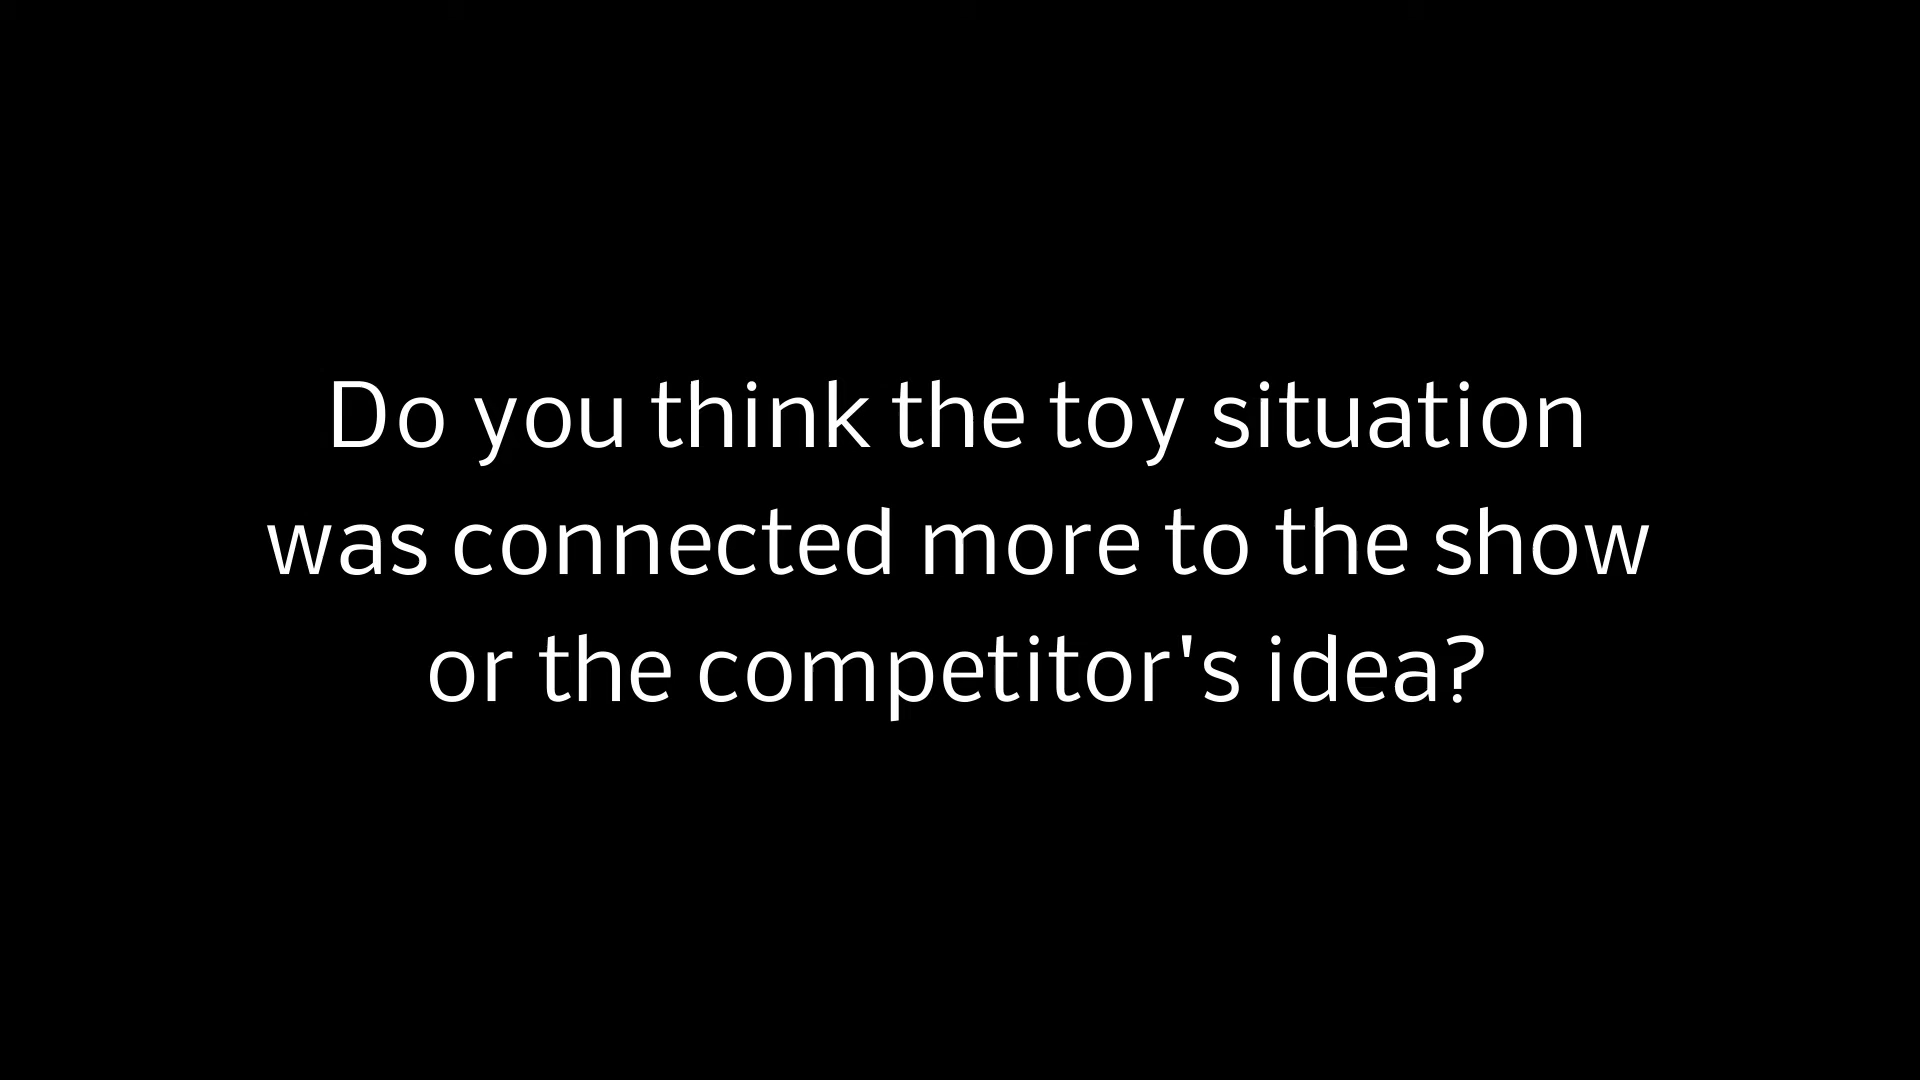 Do you think the toy situation
was connected more to the show
or the competitor's idea?